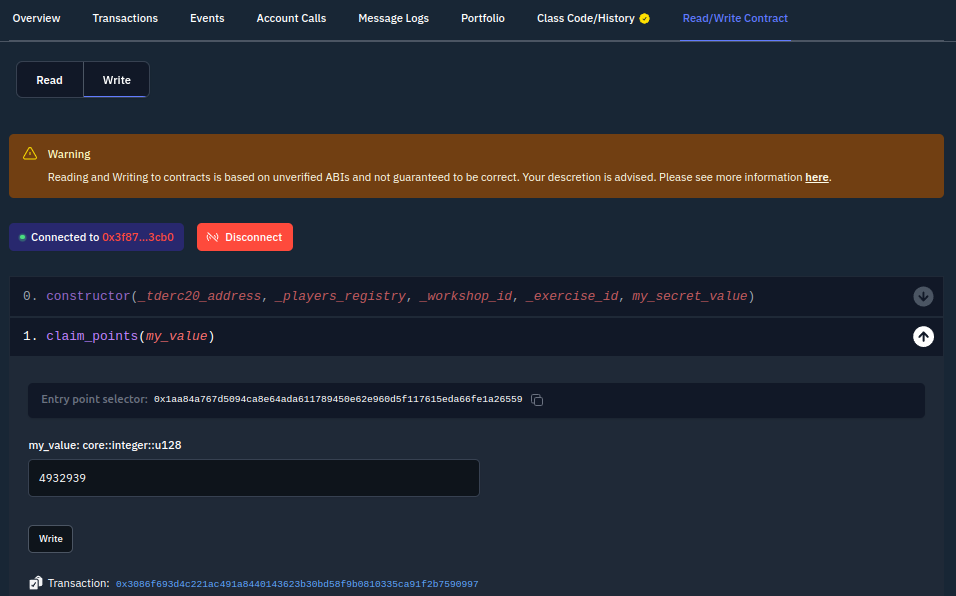 Overview Transactions Events Account Calls Message Logs Portfolio Class Code/History Read/Write Contract
Read Write
Warning
Reading and Writing to contracts is based on unverified ABIs and not guaranteed to be correct. Your descretion is advised. Please see more information here.
Connected to 0x3f87...3cb0 Disconnect
0. constructor(_tderc20_address, _players_registry, _workshop_id, _exercise_id, my_secret_value)
1. claim_points(my_value)
Entry point selector: 0x1aa84a767d5094ca8e64ada611789450e62e960d5f117615eda66fe1a26559
my_value: core::integer::u128
4932939
Write
Transaction: 0x3086f693d4c221ac491a8440143623b30bd58f9b0810335ca91f2b7590997